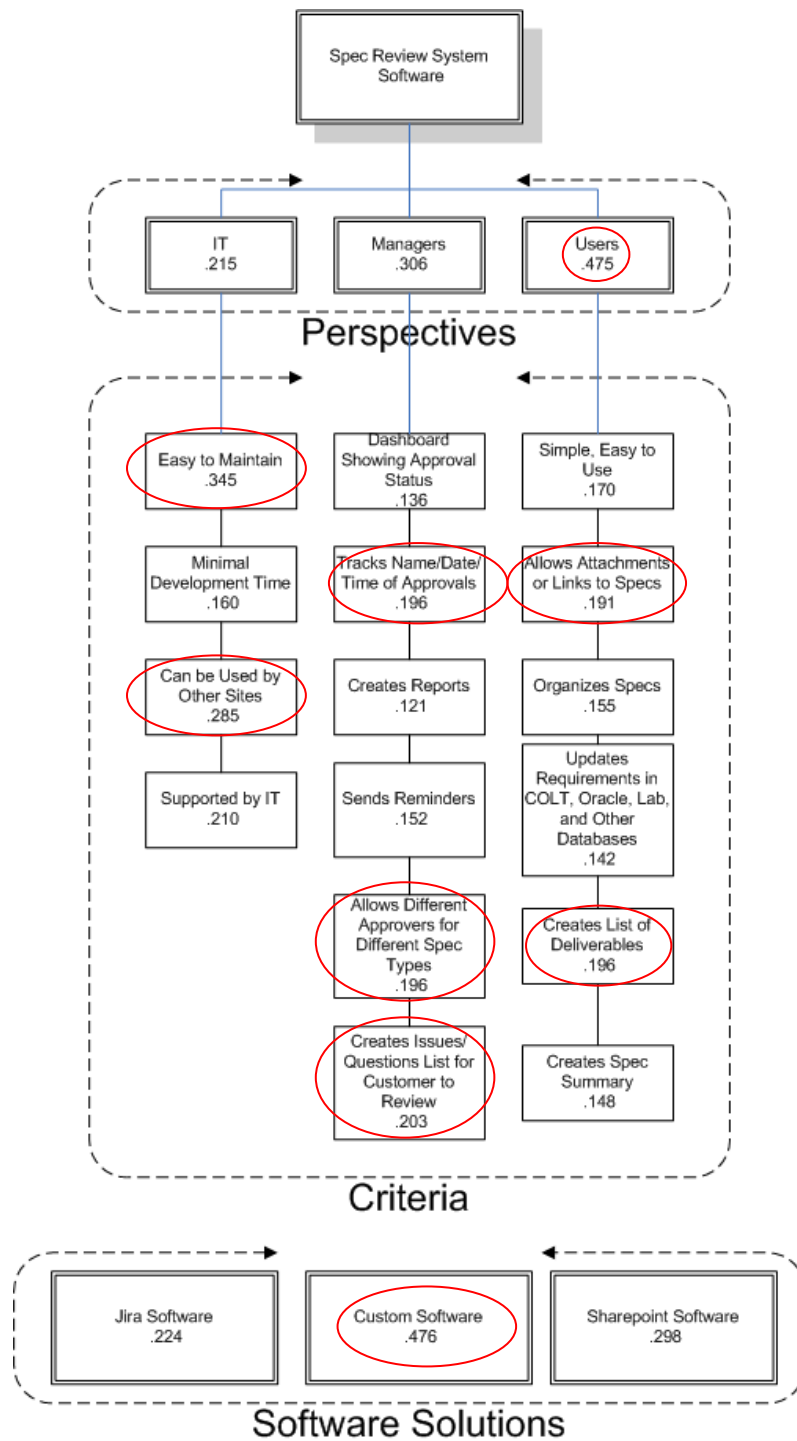 Spec Review System
Software
IT
.215
Managers
.306
Users
.475
Perspectives
Easy to Maintain
.345
Minimal
Development Time
.160
Can be Used by
Other Sites
.285
Supported by IT
.210
Dashboard
Showing Approval
Status
.136
Tracks Name/Date/
Time of Approvals
.196
Creates Reports
.121
Sends Reminders
.152
Allows Different
Approvers for
Different Spec
Types
.196
Creates Issues/
Questions List for
Customer to
Review
.203
Simple, Easy to
Use
.170
Allows Attachments
or Links to Specs
.191
Organizes Specs
.155
Updates
Requirements in
COLT, Oracle, Lab,
and Other
Databases
.142
Creates List of
Deliverables
.196
Creates Spec
Summary
.148
Criteria
Jira Software
.224
Custom Software
.476
Sharepoint Software
.298
Software Solutions